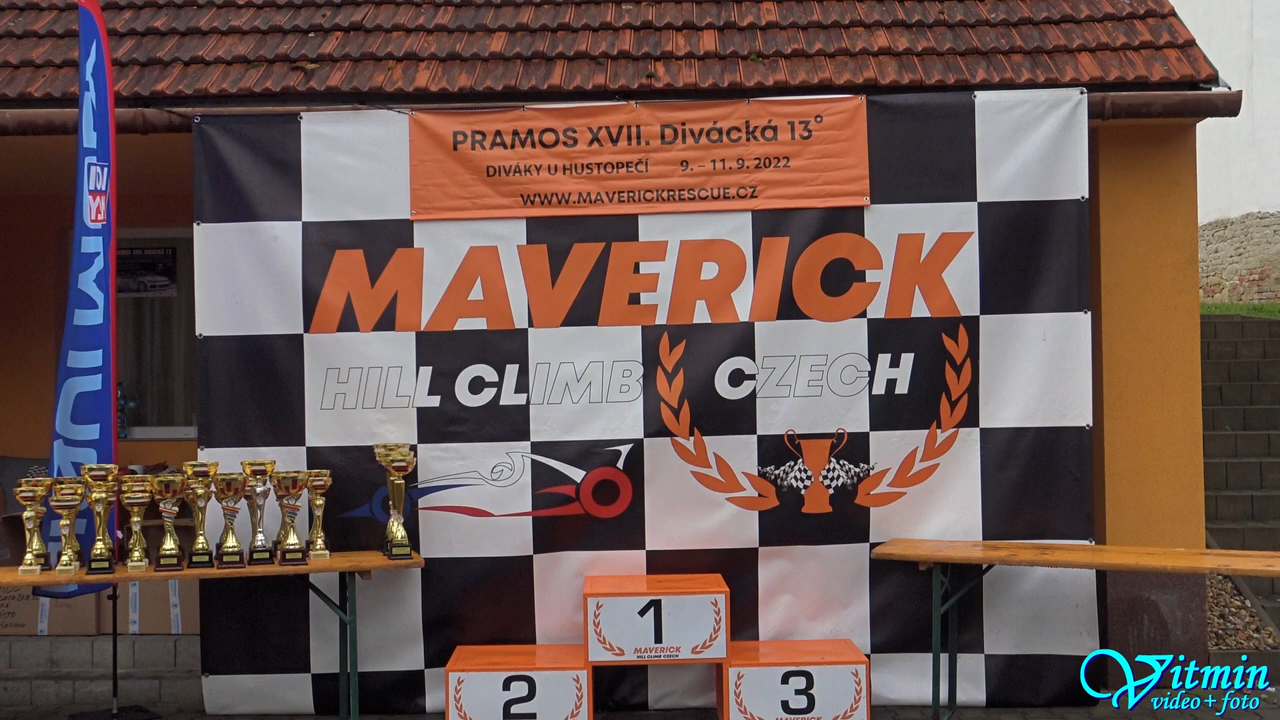 PRAMOS XVII. Divácká 13°
DIVÁKY U HUSTOPEČÍ 9. – 11. 9. 2022
WWW.MAVERICKRESCUE.CZ
MAVERICK
HILL CLIMB CZECH
1
MAVERICK
HILL CLIMB CZECH
2
3
MAVERICK
Vitmin
video + foto